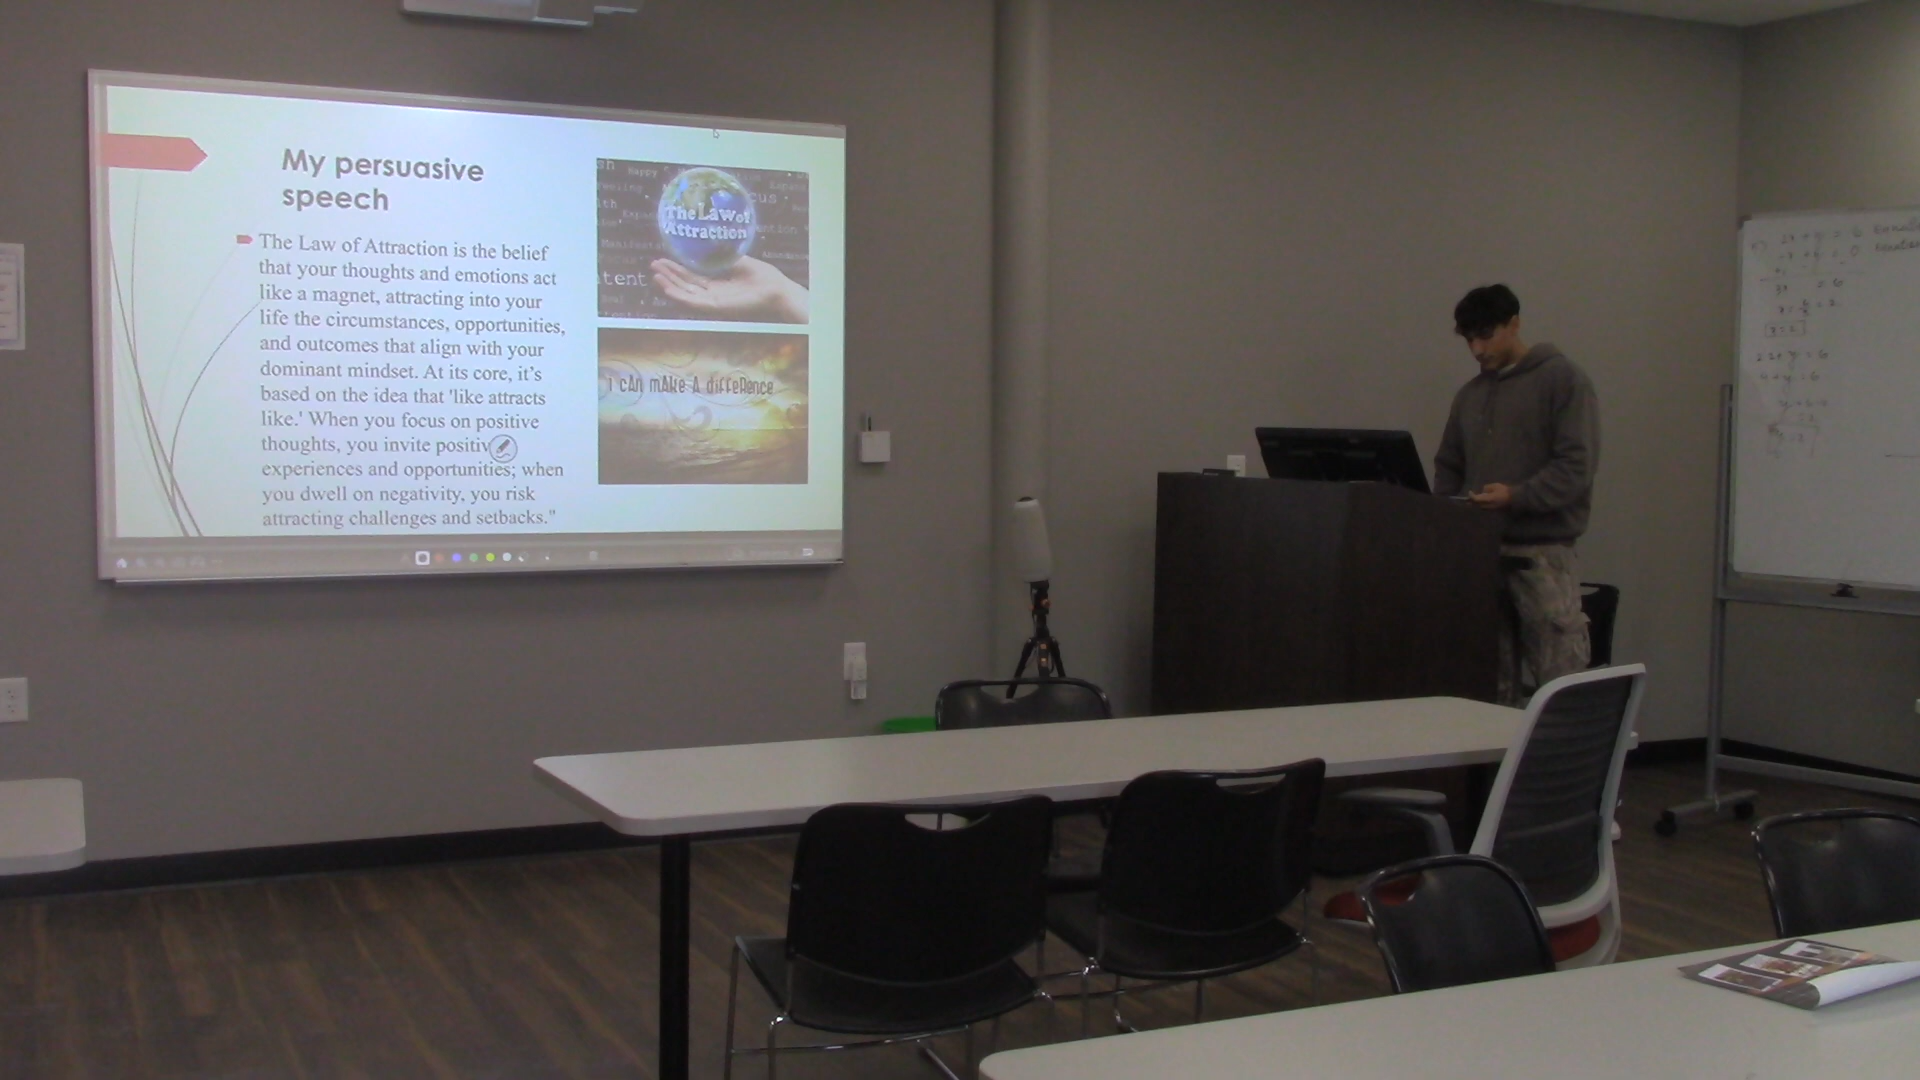 My persuasive
speech
The Law of Attraction is the belief
that your thoughts and emotions act
like a magnet, attracting into your
life the circumstances, opportunities,
and outcomes that align with your
dominant mindset. At its core, it's
based on the idea that 'like attracts
like.' When you focus on positive
thoughts, you invite positiv
experiences and opportunities; when
you dwell on negativity, you risk
attracting challenges and setbacks."
Happy
The Law of
Attraction
tent
I CAN MAKE A diffeRence